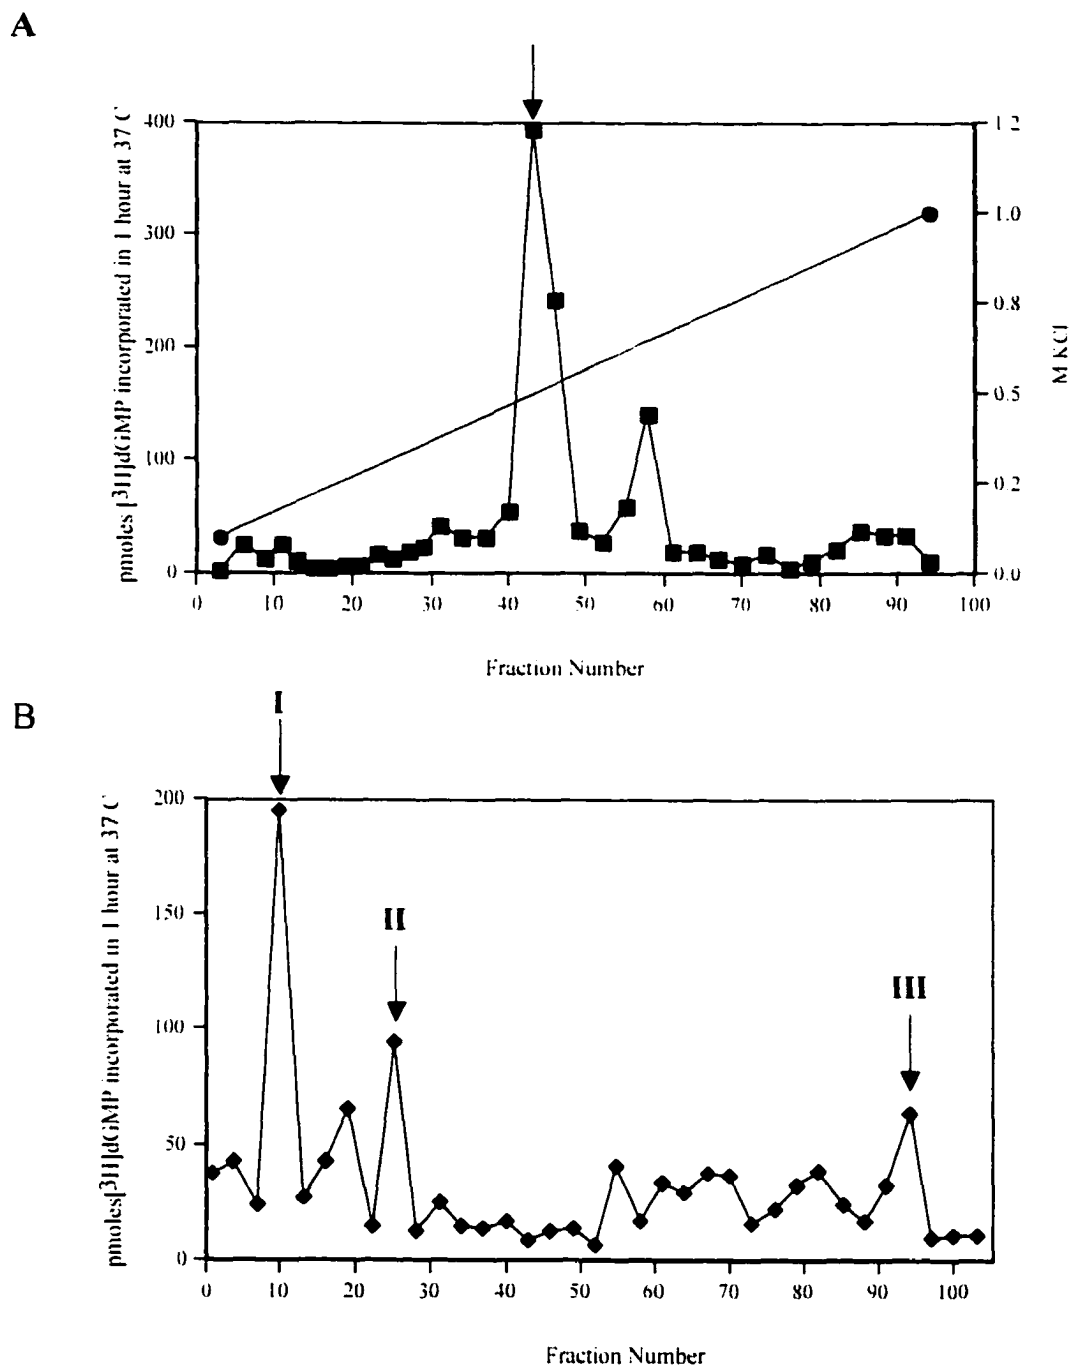 A
pmoles [3H]dGMP incorporated in 1 hour at 37 C
400
300
200
100
0
1.2
1.0
0.8
0.5
0.2
0.0
M KCl
0 10 20 30 40 50 60 70 80 90 100
Fraction Number
B
I
II
III
pmoles[3H]dGMP incorporated in 1 hour at 37 C
200
150
100
50
0
0 10 20 30 40 50 60 70 80 90 100
Fraction Number